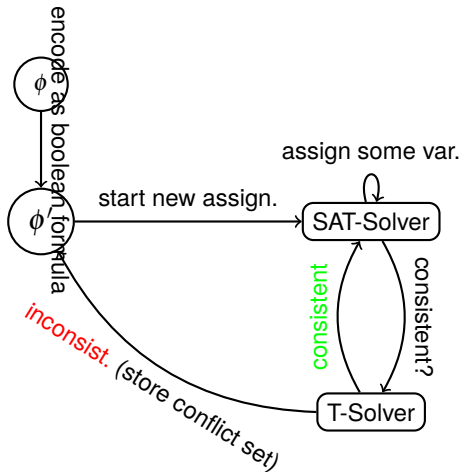 encode as boolean formula
ϕ
assign some var.
ϕ′
start new assign.
SAT-Solver
consistent
consistent?
inconsist. (store conflict set)
T-Solver